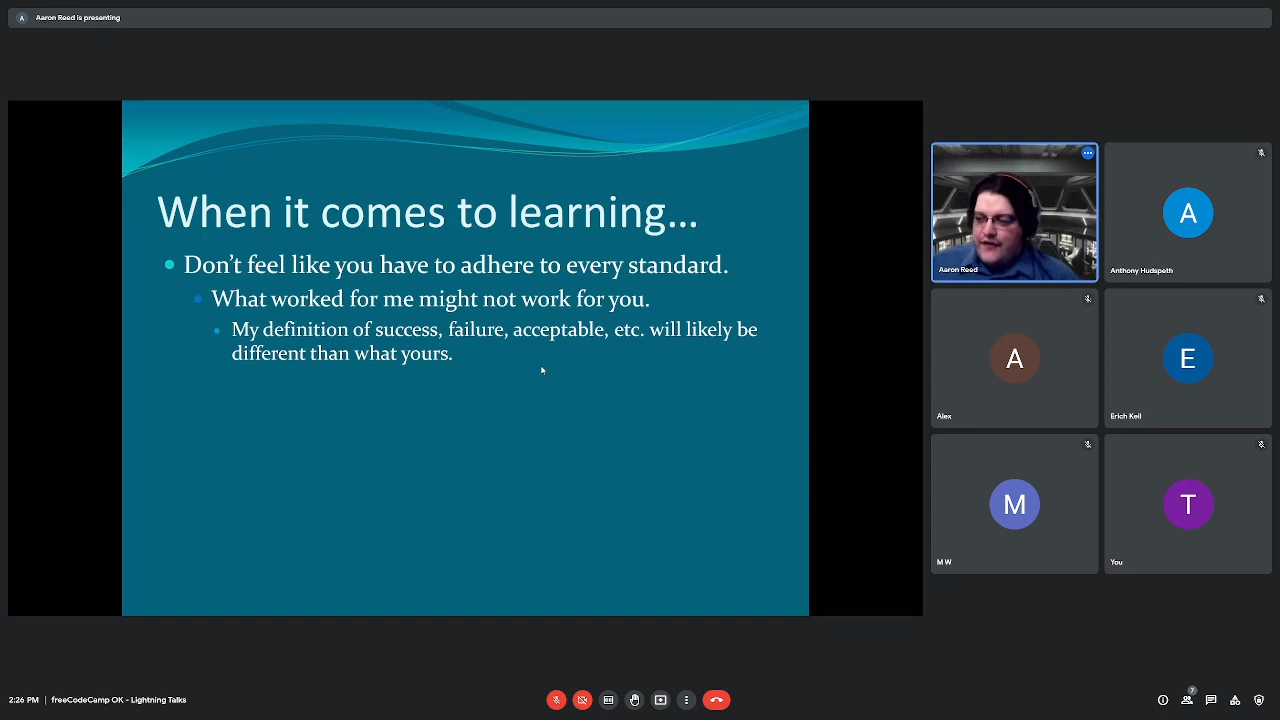 A Aaron Reed is presenting
When it comes to learning...
Don't feel like you have to adhere to every standard.
What worked for me might not work for you.
My definition of success, failure, acceptable, etc. will likely be
different than what yours.
Aaron Reed
A
Anthony Hudspeth
A
Alex
E
Erich Keil
M
M W
T
You
2:26 PM | freeCodeCamp OK - Lightning Talks
7